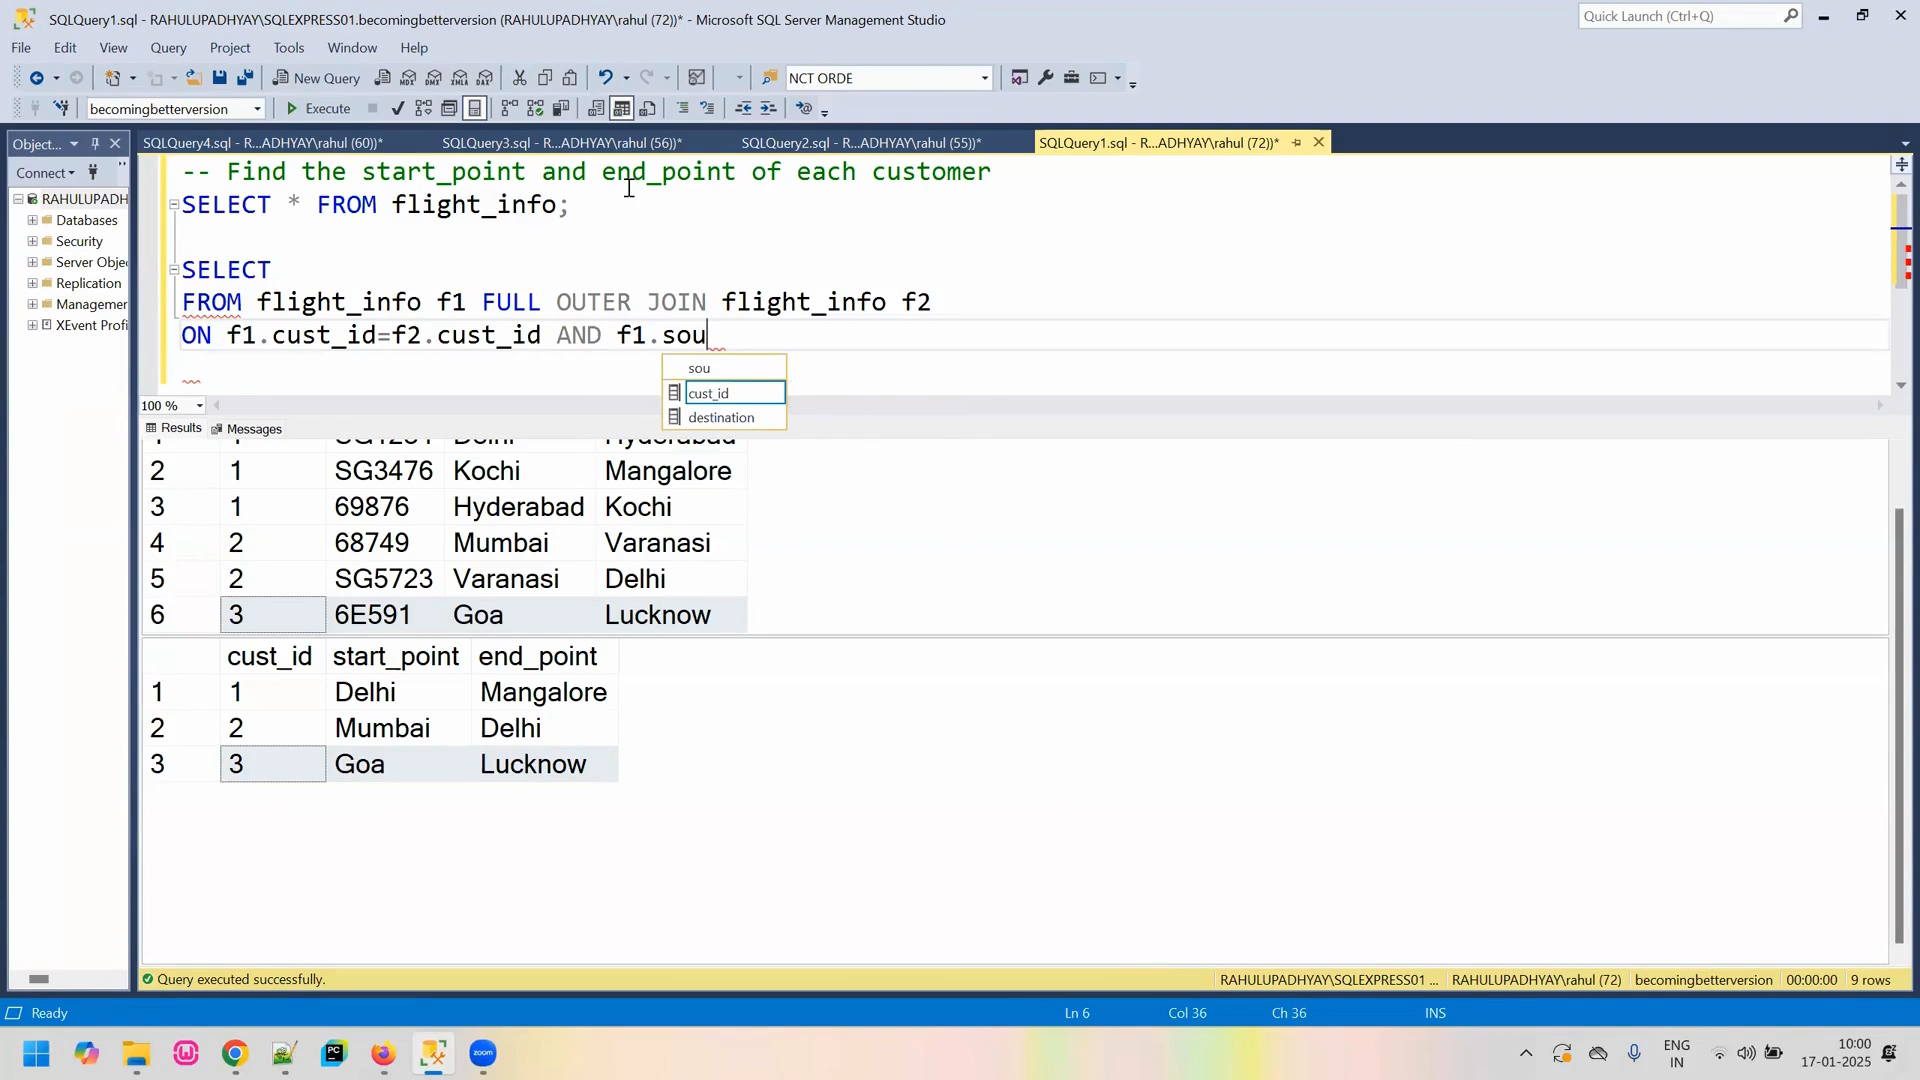 SQLQuery1.sql - RAHULUPADHYAY\SQLEXPRESS01.becomingbetterversion (RAHULUPADHYAY\rahul (72))* - Microsoft SQL Server Management Studio
Quick Launch (Ctrl+Q)
File Edit View Query Project Tools Window Help
New Query
MDX DMX XMLA DAX
NCT ORDE
becomingbetterversion
Execute
Object...
SQLQuery4.sql - R...ADHYAY\rahul (60))*
SQLQuery3.sql - R...ADHYAY\rahul (56))*
SQLQuery2.sql - R...ADHYAY\rahul (55))*
SQLQuery1.sql - R...ADHYAY\rahul (72))*
Connect
RAHULUPADH
Databases
Security
Server Obje
Replication
Managemer
XEvent Profi
-- Find the start_point and end_point of each customer
SELECT * FROM flight_info;
SELECT
FROM flight_info f1 FULL OUTER JOIN flight_info f2
ON f1.cust_id=f2.cust_id AND f1.sou
sou
cust_id
destination
100 %
Results Messages
2 1 SG3476 Kochi Mangalore
3 1 69876 Hyderabad Kochi
4 2 68749 Mumbai Varanasi
5 2 SG5723 Varanasi Delhi
6 3 6E591 Goa Lucknow
cust_id start_point end_point
1 1 Delhi Mangalore
2 2 Mumbai Delhi
3 3 Goa Lucknow
Query executed successfully.
RAHULUPADHYAY\SQLEXPRESS01 ... RAHULUPADHYAY\rahul (72) becomingbetterversion 00:00:00 9 rows
Ready
Ln 6 Col 36 Ch 36 INS
PC
zoom
ENG
IN
10:00
17-01-2025